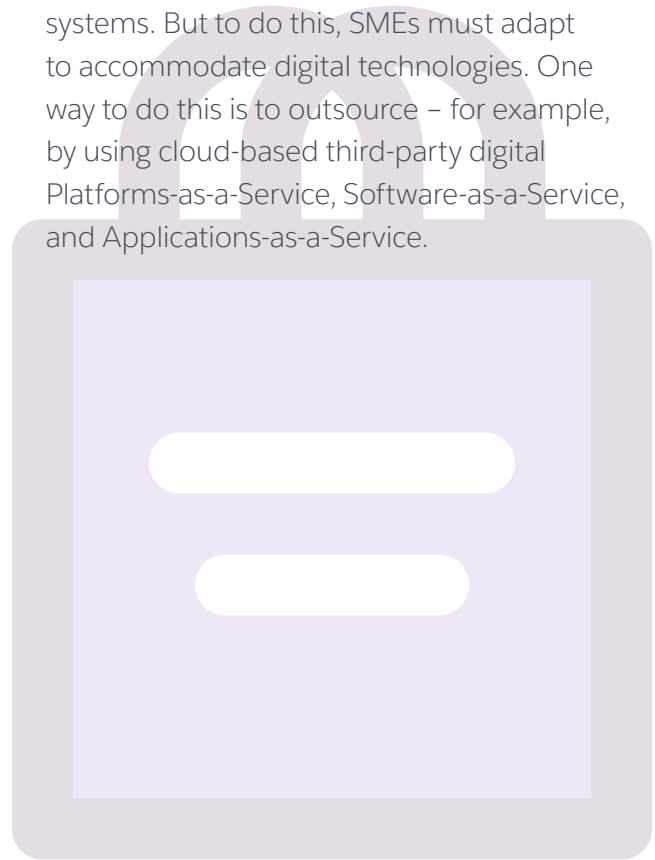 systems. But to do this, SMEs must adapt
to accommodate digital technologies. One
way to do this is to outsource – for example,
by using cloud-based third-party digital
Platforms-as-a-Service, Software-as-a-Service,
and Applications-as-a-Service.